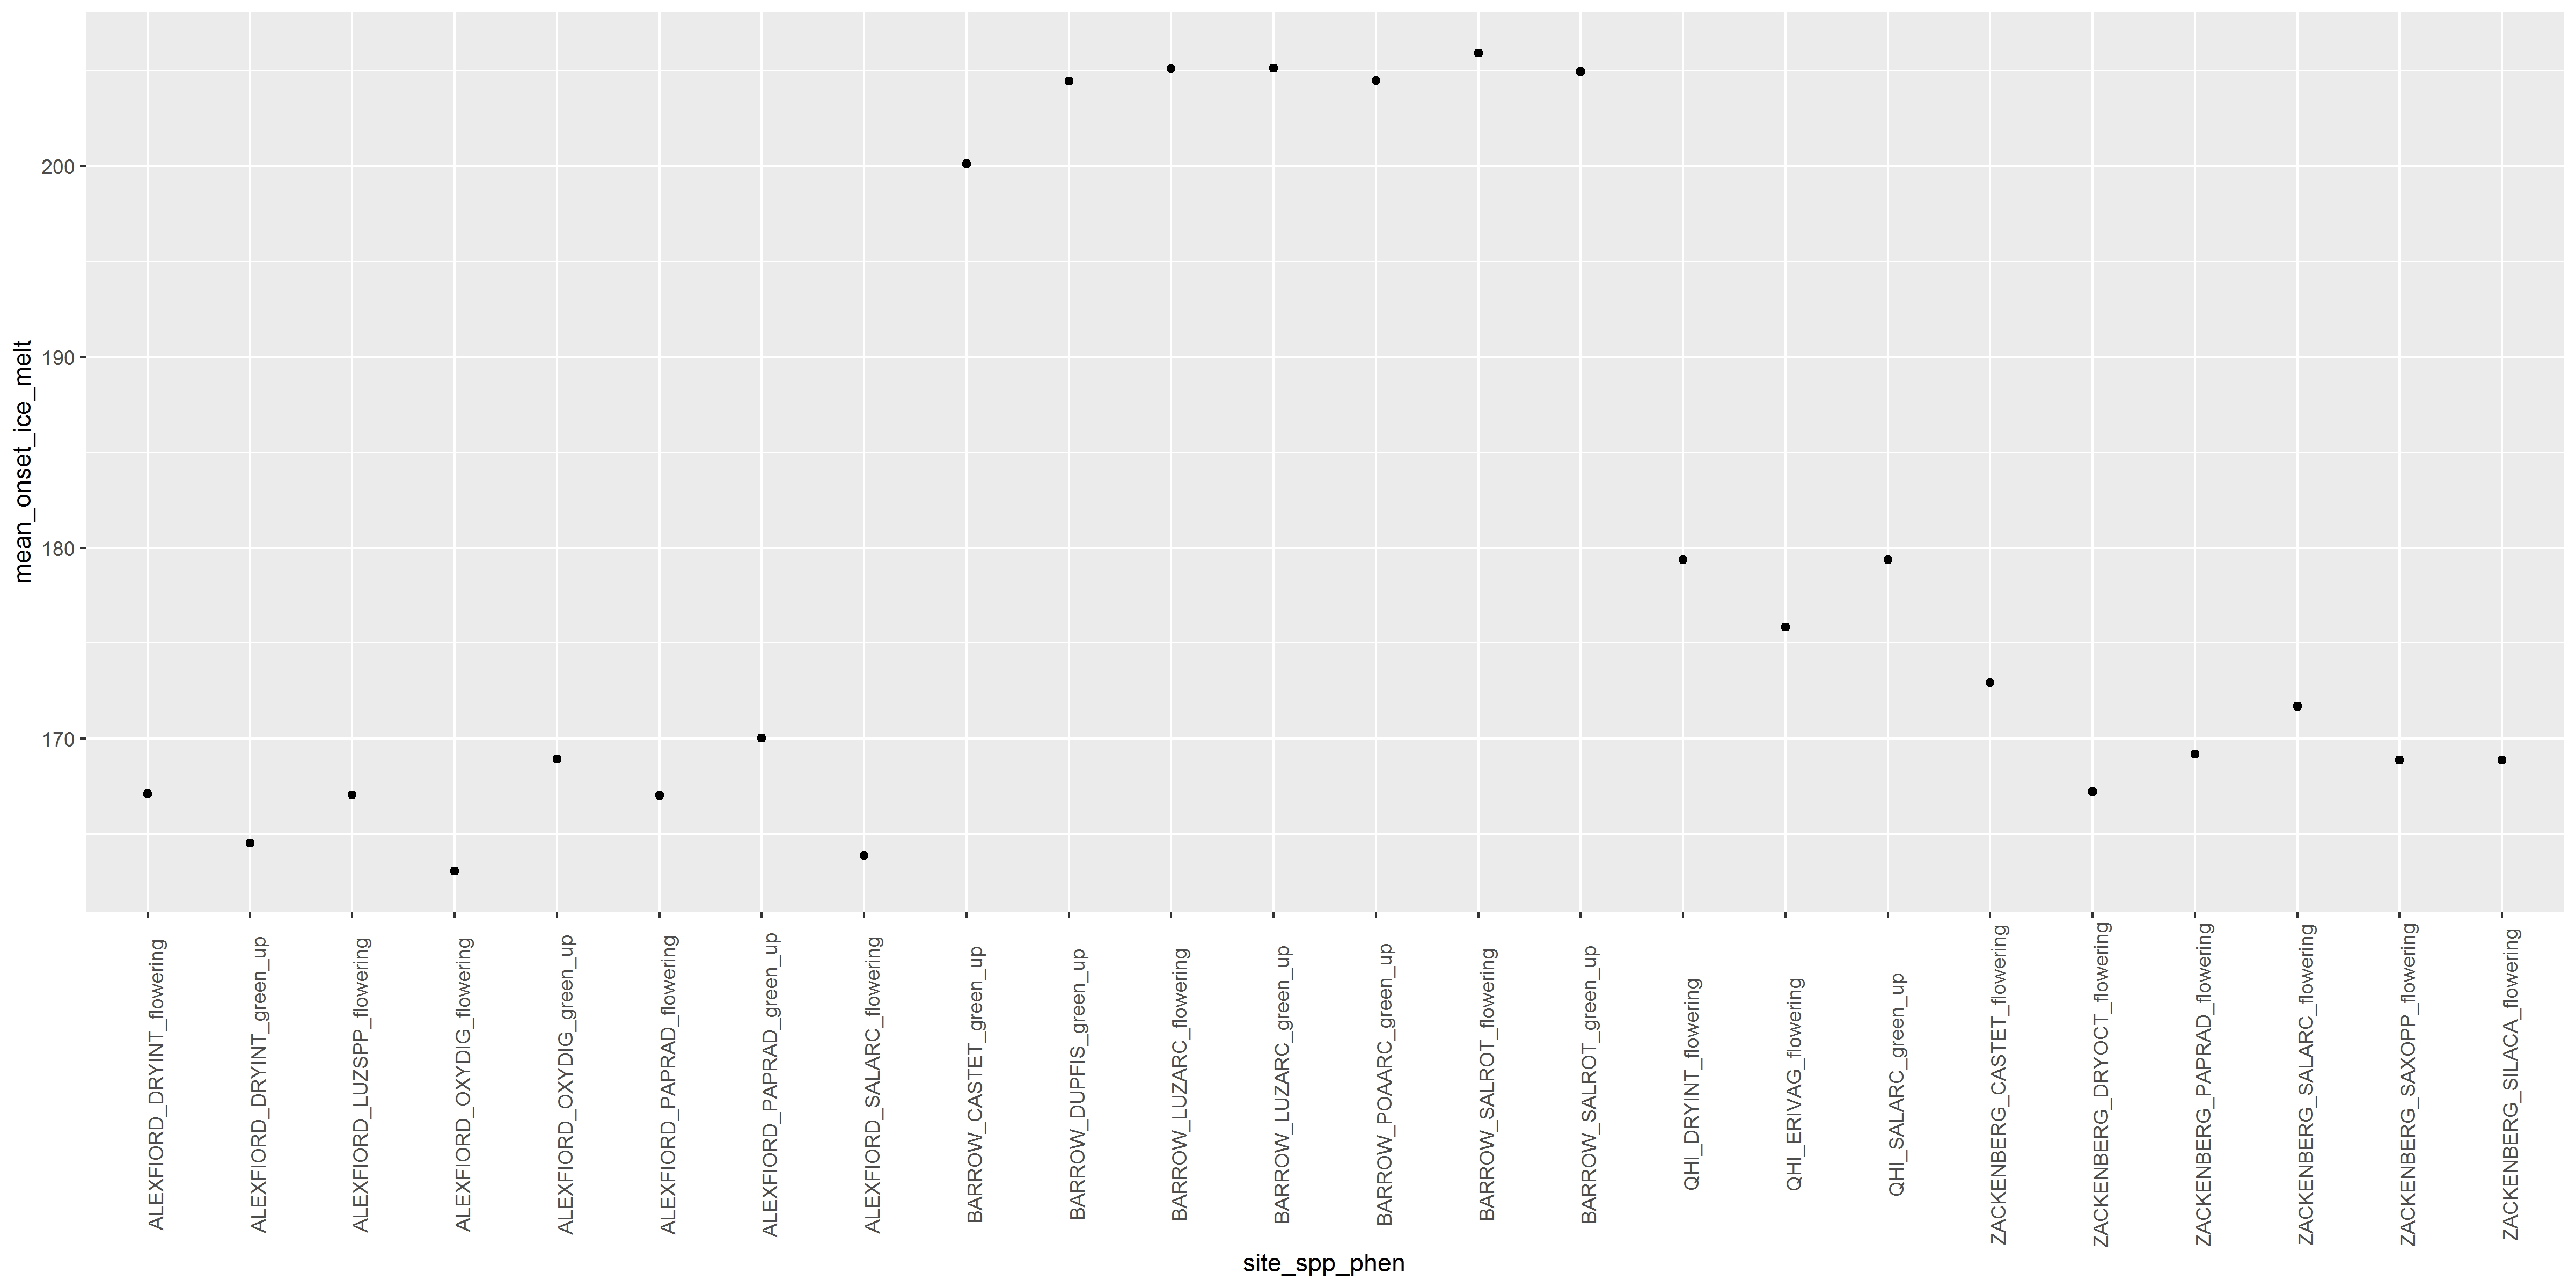 mean_onset_ice_melt
200
190
180
170
ALEXFIORD_DRYINT_flowering
ALEXFIORD_DRYINT_green_up
ALEXFIORD_LUZSPP_flowering
ALEXFIORD_OXYDIG_flowering
ALEXFIORD_OXYDIG_green_up
ALEXFIORD_PAPRAD_flowering
ALEXFIORD_PAPRAD_green_up
ALEXFIORD_SALARC_flowering
BARROW_CASTET_green_up
BARROW_DUPFIS_green_up
BARROW_LUZARC_flowering
BARROW_LUZARC_green_up
BARROW_POAARC_green_up
BARROW_SALROT_flowering
BARROW_SALROT_green_up
QHI_DRYINT_flowering
QHI_ERIVAG_flowering
QHI_SALARC_green_up
ZACKENBERG_CASTET_flowering
ZACKENBERG_DRYOCT_flowering
ZACKENBERG_PAPRAD_flowering
ZACKENBERG_SALARC_flowering
ZACKENBERG_SAXOPP_flowering
ZACKENBERG_SILACA_flowering
site_spp_phen